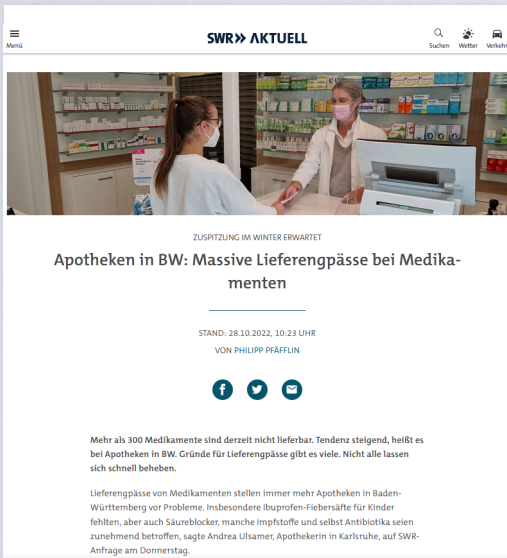 Menü
SWR» AKTUELL
Suchen Wetter Verkehr
ZUSPITZUNG IM WINTER ERWARTET
Apotheken in BW: Massive Lieferengpässe bei Medika-
menten
STAND: 28.10.2022, 10:23 UHR
VON PHILIPP PFÄFFLIN
Mehr als 300 Medikamente sind derzeit nicht lieferbar. Tendenz steigend, heißt es
bei Apotheken in BW. Gründe für Lieferengpässe gibt es viele. Nicht alle lassen
sich schnell beheben.
Lieferengpässe von Medikamenten stellen immer mehr Apotheken in Baden-
Württemberg vor Probleme. Insbesondere Ibuprofen-Fiebersäfte für Kinder
fehlten, aber auch Säureblocker, manche Impfstoffe und selbst Antibiotika seien
zunehmend betroffen, sagte Andrea Ulsamer, Apothekerin in Karlsruhe, auf SWR-
Anfrage am Donnerstag.